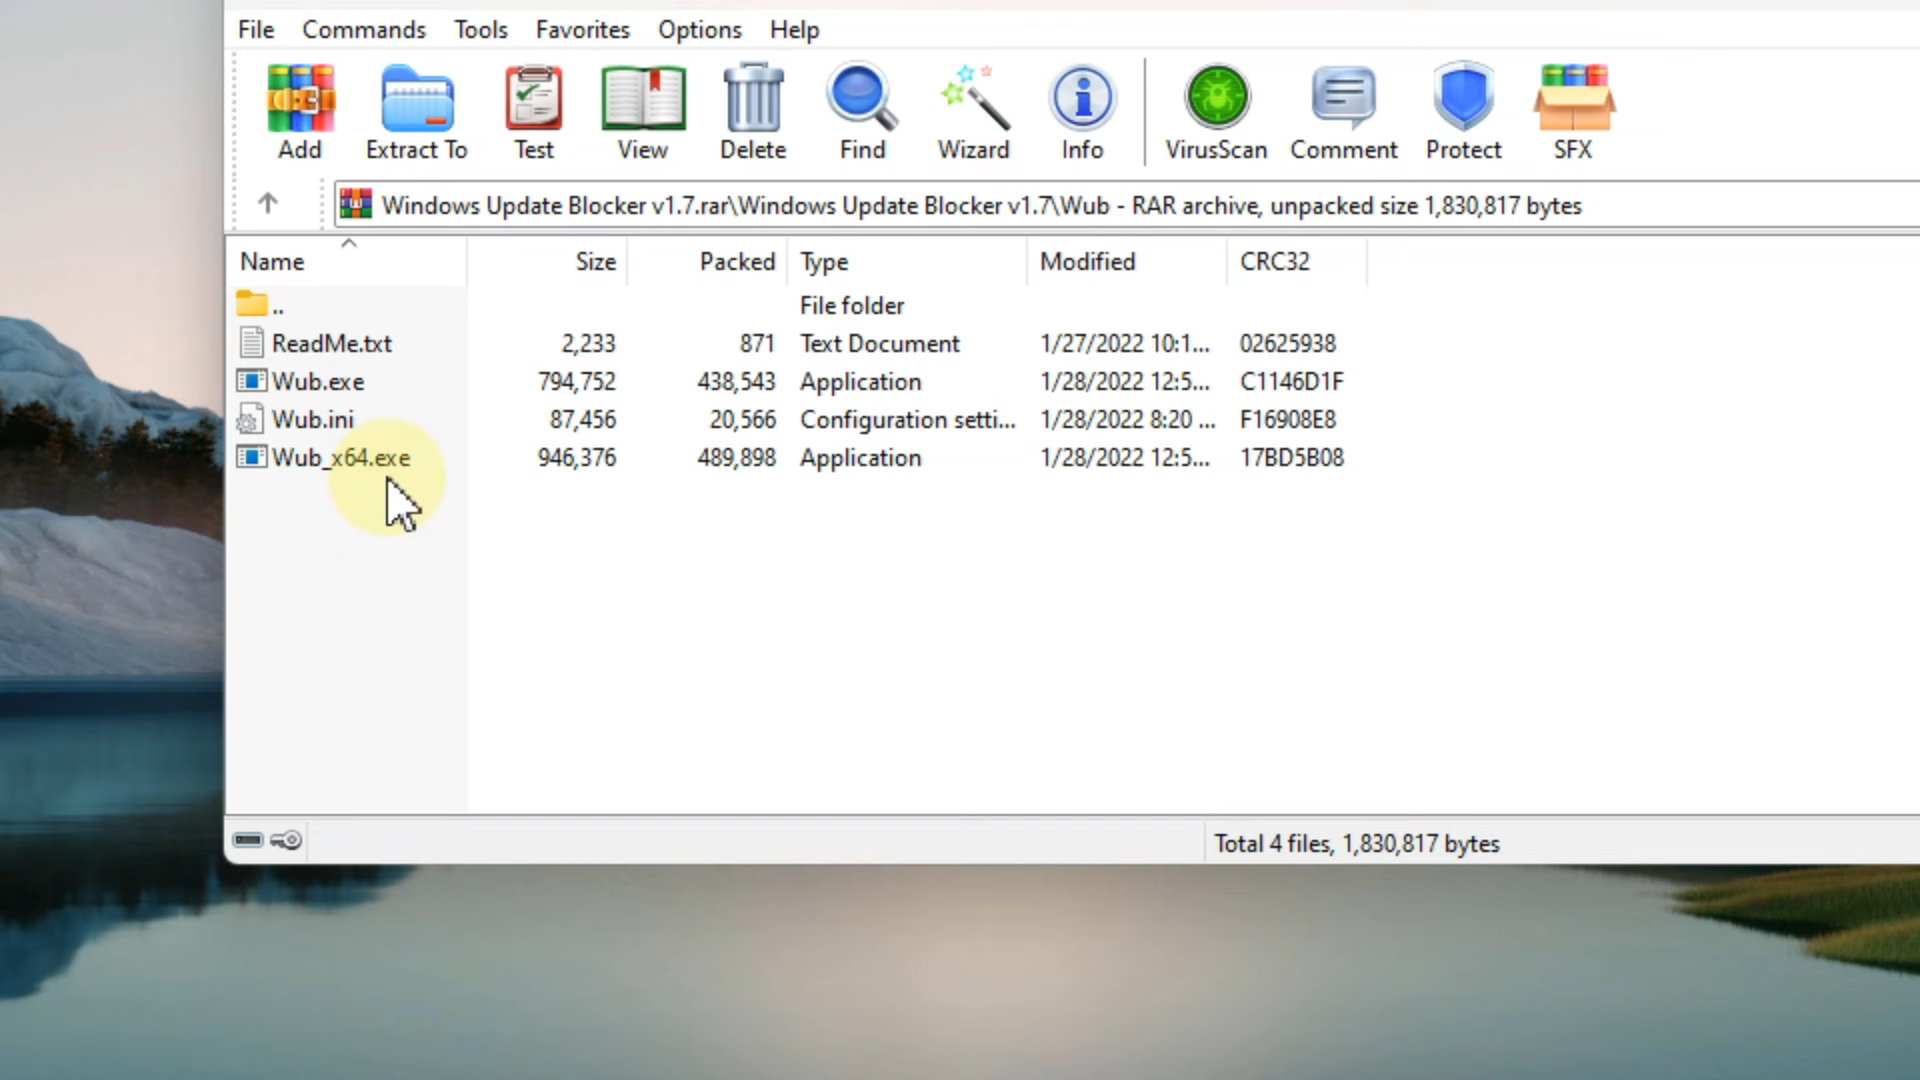 File Commands Tools Favorites Options Help
Add Extract To Test View Delete Find Wizard Info VirusScan Comment Protect SFX
Windows Update Blocker v1.7.rar\Windows Update Blocker v1.7\Wub - RAR archive, unpacked size 1,830,817 bytes
Name Size Packed Type Modified CRC32
.. File folder
ReadMe.txt 2,233 871 Text Document 1/27/2022 10:1... 02625938
Wub.exe 794,752 438,543 Application 1/28/2022 12:5... C1146D1F
Wub.ini 87,456 20,566 Configuration setti... 1/28/2022 8:20 ... F16908E8
Wub_x64.exe 946,376 489,898 Application 1/28/2022 12:5... 17BD5B08
Total 4 files, 1,830,817 bytes